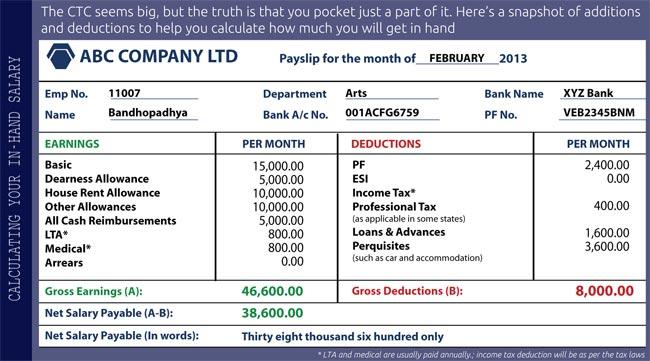 The CTC seems big, but the truth is that you pocket just a part of it. Here's a snapshot of additions
and deductions to help you calculate how much you will get in hand
CALCULATING YOUR IN-HAND SALARY
ABC COMPANY LTD Payslip for the month of FEBRUARY 2013
Emp No. 11007 Department Arts Bank Name XYZ Bank
Name Bandhopadhya Bank A/c No. 001ACFG6759 PF No. VEB2345BNM
EARNINGS PER MONTH DEDUCTIONS PER MONTH
Basic 15,000.00 PF 2,400.00
Dearness Allowance 5,000.00 ESI 0.00
House Rent Allowance 10,000.00 Income Tax*
Other Allowances 10,000.00 Professional Tax 400.00
All Cash Reimbursements 5,000.00 (as applicable in some states)
LTA* 800.00 Loans & Advances 1,600.00
Medical* 800.00 Perquisites 3,600.00
Arrears 0.00 (such as car and accommodation)
Gross Earnings (A): 46,600.00 Gross Deductions (B): 8,000.00
Net Salary Payable (A-B): 38,600.00
Net Salary Payable (In words): Thirty eight thousand six hundred only
* LTA and medical are usually paid annually.; income tax deduction will be as per the tax laws